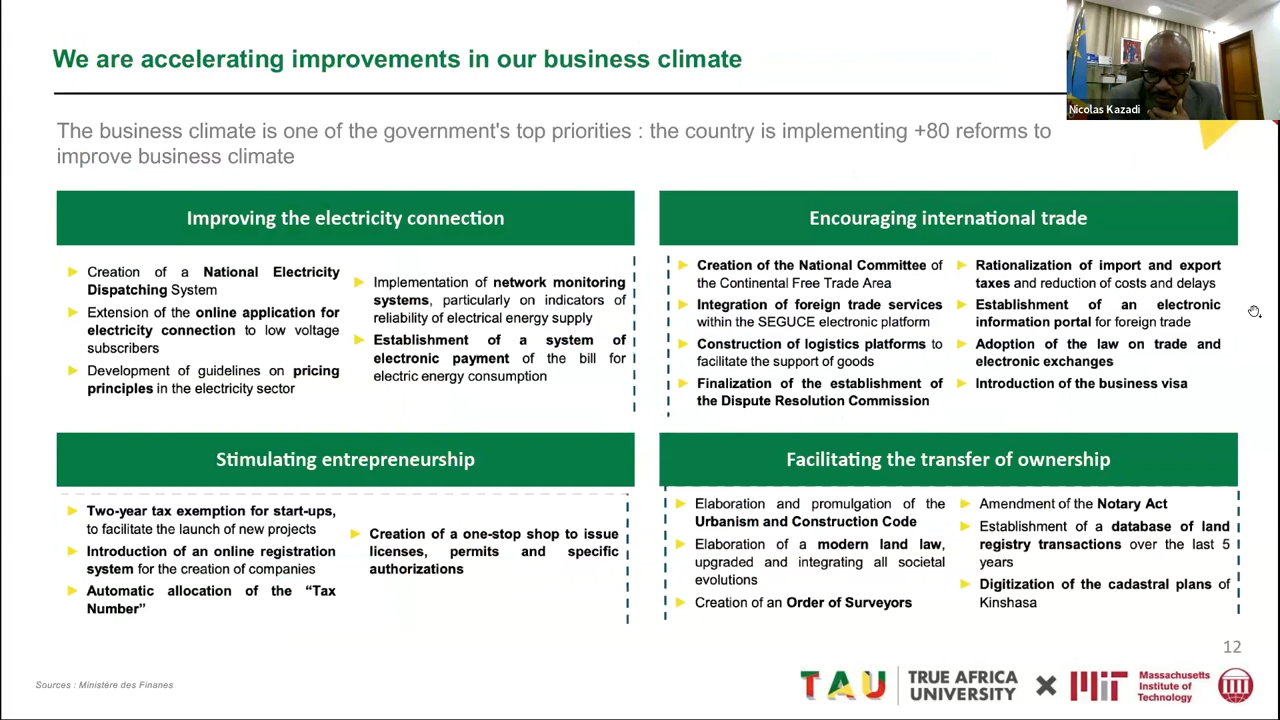 We are accelerating improvements in our business climate
Nicolas Kazadi
The business climate is one of the government's top priorities : the country is implementing +80 reforms to
improve business climate
Improving the electricity connection
Creation of a National Electricity
Dispatching System
Extension of the online application for
electricity connection to low voltage
subscribers
Development of guidelines on pricing
principles in the electricity sector
Implementation of network monitoring
systems, particularly on indicators of
reliability of electrical energy supply
Establishment of a system of
electronic payment of the bill for
electric energy consumption
Encouraging international trade
Creation of the National Committee of
the Continental Free Trade Area
Integration of foreign trade services
within the SEGUCE electronic platform
Construction of logistics platforms to
facilitate the support of goods
Finalization of the establishment of
the Dispute Resolution Commission
Rationalization of import and export
taxes and reduction of costs and delays
Establishment of an electronic
information portal for foreign trade
Adoption of the law on trade and
electronic exchanges
Introduction of the business visa
Stimulating entrepreneurship
Two-year tax exemption for start-ups,
to facilitate the launch of new projects
Introduction of an online registration
system for the creation of companies
Automatic allocation of the “Tax
Number”
Creation of a one-stop shop to issue
licenses, permits and specific
authorizations
Facilitating the transfer of ownership
Elaboration and promulgation of the
Urbanism and Construction Code
Elaboration of a modern land law,
upgraded and integrating all societal
evolutions
Creation of an Order of Surveyors
Amendment of the Notary Act
Establishment of a database of land
registry transactions over the last 5
years
Digitization of the cadastral plans of
Kinshasa
12
Sources : Ministère des Finanes
TAU
TRUE AFRICA
UNIVERSITY
MIT
Massachusetts
Institute of
Technology